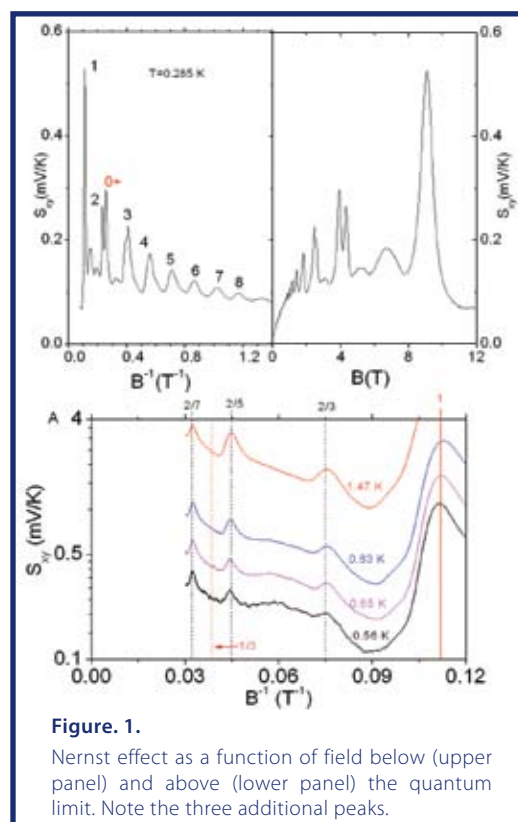 0.6
0.4
0.2
0.0
S_xy(mV/K)
T=0.285 K
1
2
0+
3
4
5
6
7
8
0.0 0.4 0.8 1.2
B⁻¹(T⁻¹)
0.6
0.4
0.2
0.0
S_xy(mV/K)
0 4 8 12
B(T)
A
2/7 2/5 2/3 1
4
0.5
0.1
S_xy (mV/K)
1.47 K
0.83 K
0.65 K
0.56 K
1/3
0.00 0.03 0.06 0.09 0.12
B⁻¹ (T⁻¹)
Figure. 1.
Nernst effect as a function of field below (upper
panel) and above (lower panel) the quantum
limit. Note the three additional peaks.